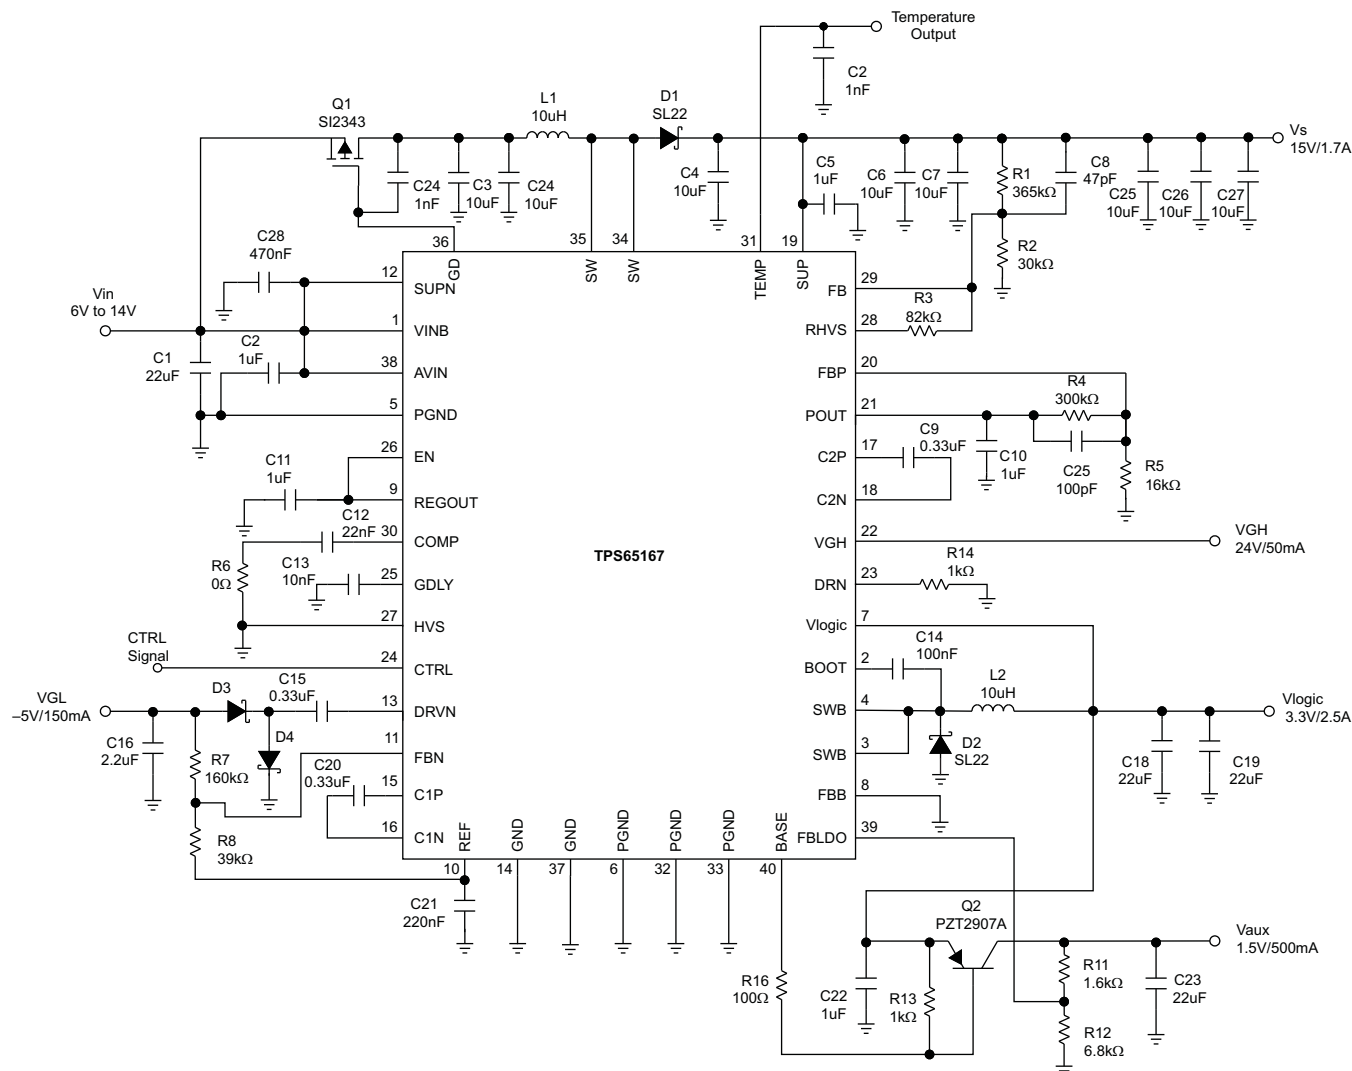 Temperature
Output
C2
1nF
Q1
SI2343
L1
10uH
D1
SL22
Vs
15V/1.7A
C24
1nF
C3
10uF
C24
10uF
C4
10uF
C5
1uF
C6
10uF
C7
10uF
R1
365kΩ
C8
47pF
C25
10uF
C26
10uF
C27
10uF
R2
30kΩ
C28
470nF
36
35
34
31
19
GD
SW
SW
TEMP
SUP
Vin
6V to 14V
C1
22uF
C2
1uF
12
SUPN
1
VINB
38
AVIN
5
PGND
26
EN
9
REGOUT
30
COMP
25
GDLY
27
HVS
24
CTRL
13
DRVN
11
FBN
15
C1P
16
C1N
C11
1uF
C12
22nF
R6
0Ω
C13
10nF
CTRL
Signal
VGL
–5V/150mA
D3
C15
0.33uF
C16
2.2uF
R7
160kΩ
D4
C20
0.33uF
R8
39kΩ
TPS65167
FB
29
RHVS
28
R3
82kΩ
FBP
20
POUT
21
R4
300kΩ
C2P
17
C9
0.33uF
C10
1uF
C25
100pF
R5
16kΩ
C2N
18
VGH
22
VGH
24V/50mA
DRN
23
R14
1kΩ
Vlogic
7
BOOT
2
C14
100nF
SWB
4
L2
10uH
Vlogic
3.3V/2.5A
SWB
3
D2
SL22
C18
22uF
C19
22uF
FBB
8
FBLDO
39
REF
GND
GND
PGND
PGND
PGND
BASE
10
14
37
6
32
33
40
C21
220nF
Q2
PZT2907A
Vaux
1.5V/500mA
R16
100Ω
C22
1uF
R13
1kΩ
R11
1.6kΩ
C23
22uF
R12
6.8kΩ